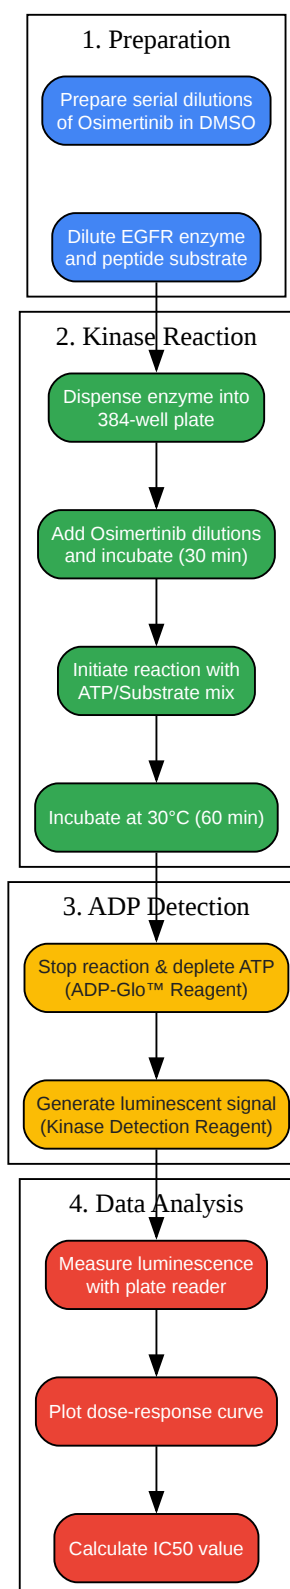 1. Preparation
Prepare serial dilutions
of Osimertinib in DMSO
Dilute EGFR enzyme
and peptide substrate
2. Kinase Reaction
Dispense enzyme into
384-well plate
Add Osimertinib dilutions
and incubate (30 min)
Initiate reaction with
ATP/Substrate mix
Incubate at 30°C (60 min)
3. ADP Detection
Stop reaction & deplete ATP
(ADP-Glo™ Reagent)
Generate luminescent signal
(Kinase Detection Reagent)
4. Data Analysis
Measure luminescence
with plate reader
Plot dose-response curve
Calculate IC50 value